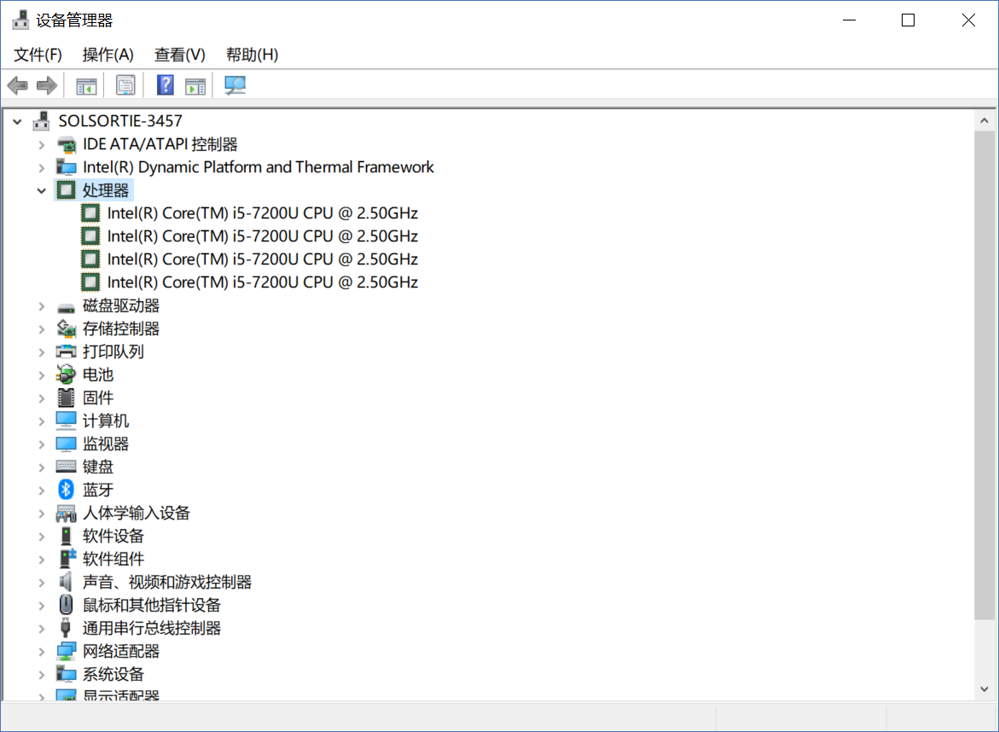 设备管理器
文件(F) 操作(A) 查看(V) 帮助(H)
SOLSORTIE-3457
IDE ATA/ATAPI 控制器
Intel(R) Dynamic Platform and Thermal Framework
处理器
Intel(R) Core(TM) i5-7200U CPU @ 2.50GHz
Intel(R) Core(TM) i5-7200U CPU @ 2.50GHz
Intel(R) Core(TM) i5-7200U CPU @ 2.50GHz
Intel(R) Core(TM) i5-7200U CPU @ 2.50GHz
磁盘驱动器
存储控制器
打印队列
电池
固件
计算机
监视器
键盘
蓝牙
人体学输入设备
软件设备
软件组件
声音、视频和游戏控制器
鼠标和其他指针设备
通用串行总线控制器
网络适配器
系统设备
显示适配器